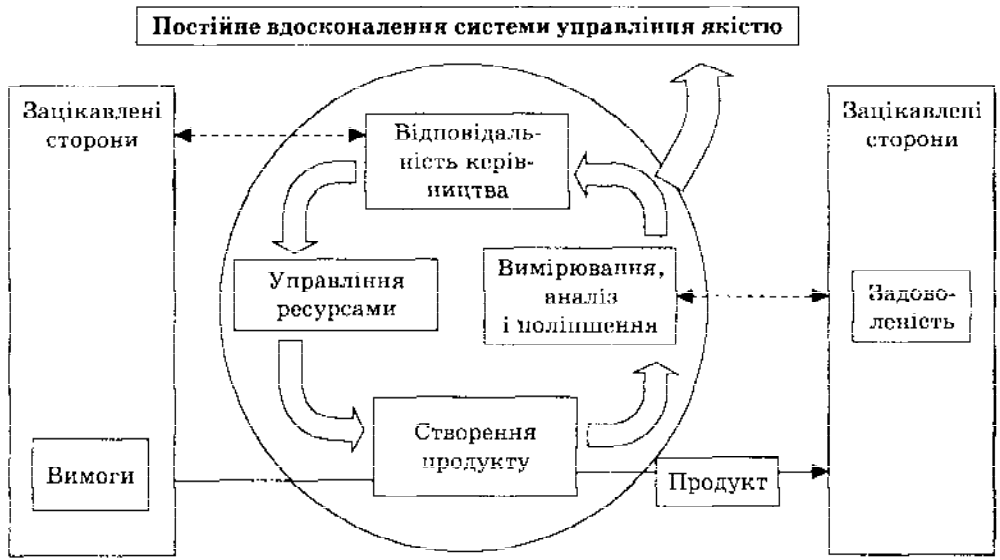 Постійне вдосконалення системи управління якістю
Зацікавлені
сторони
Відповідаль-
ність керів-
ництва
Зацікавлені
сторони
Управління
ресурсами
Вимірювання,
аналіз
і поліпшення
Задово-
леність
Створення
продукту
Вимоги
Продукт